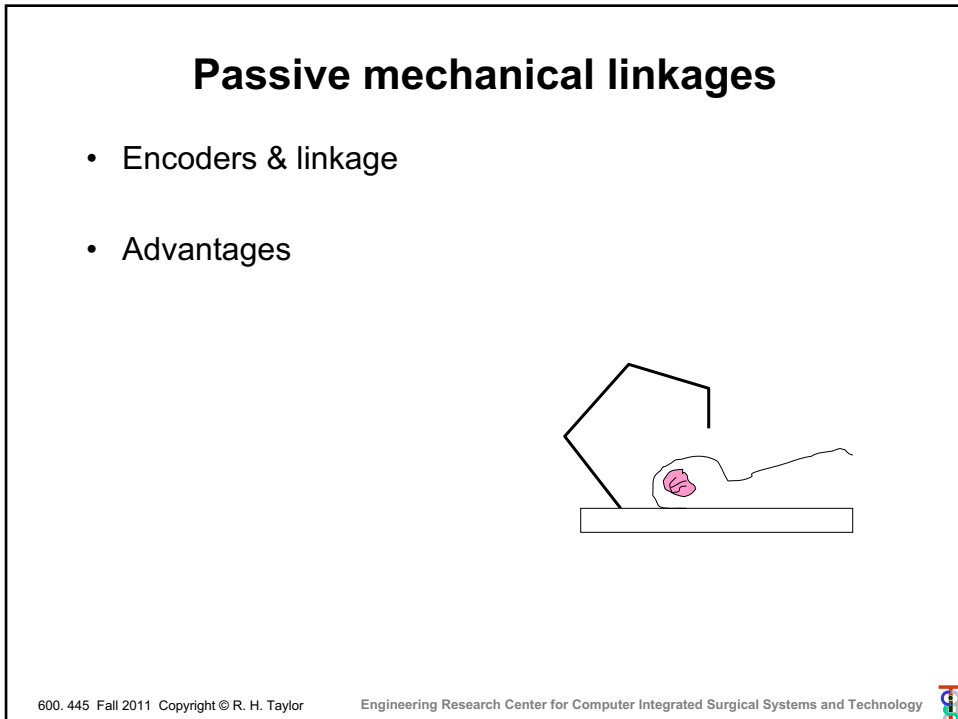 Passive mechanical linkages
• Encoders & linkage
• Advantages
600. 445 Fall 2011 Copyright © R. H. Taylor
Engineering Research Center for Computer Integrated Surgical Systems and Technology